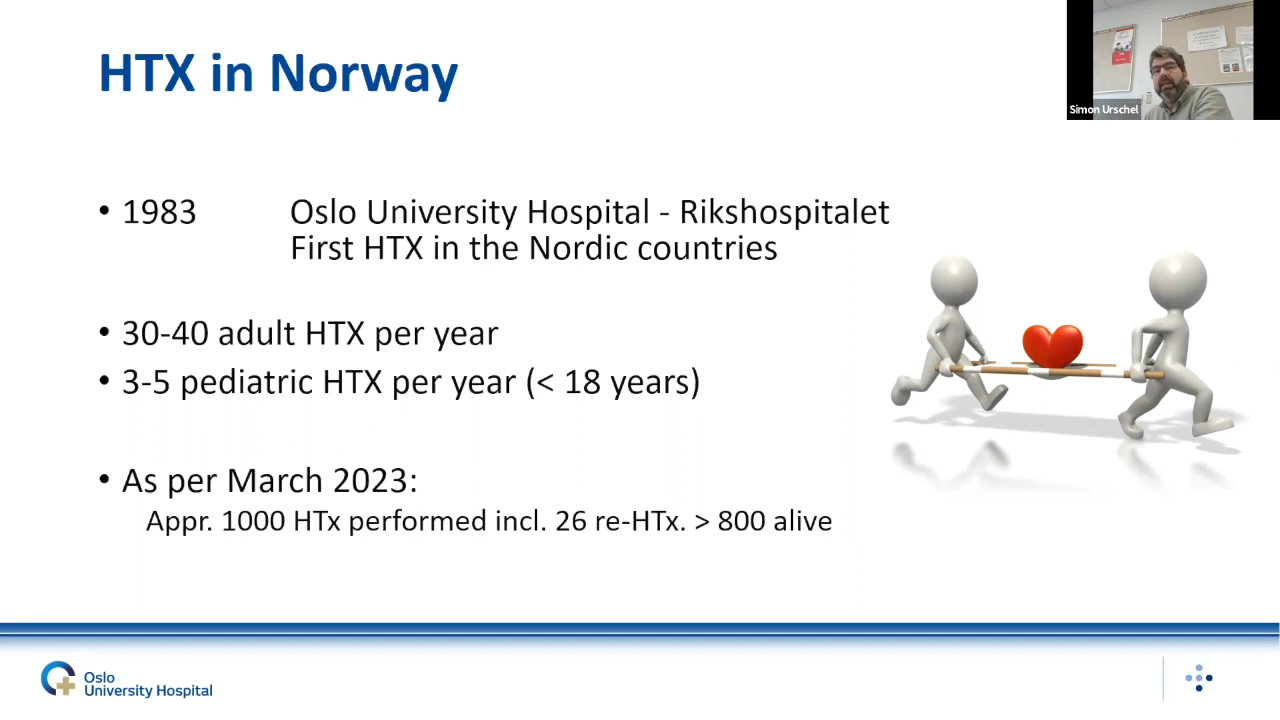 HTX in Norway
Simon Urschel
• 1983 Oslo University Hospital - Rikshospitalet
First HTX in the Nordic countries
• 30-40 adult HTX per year
• 3-5 pediatric HTX per year (< 18 years)
• As per March 2023:
Appr. 1000 HTx performed incl. 26 re-HTx. > 800 alive
Oslo
University Hospital